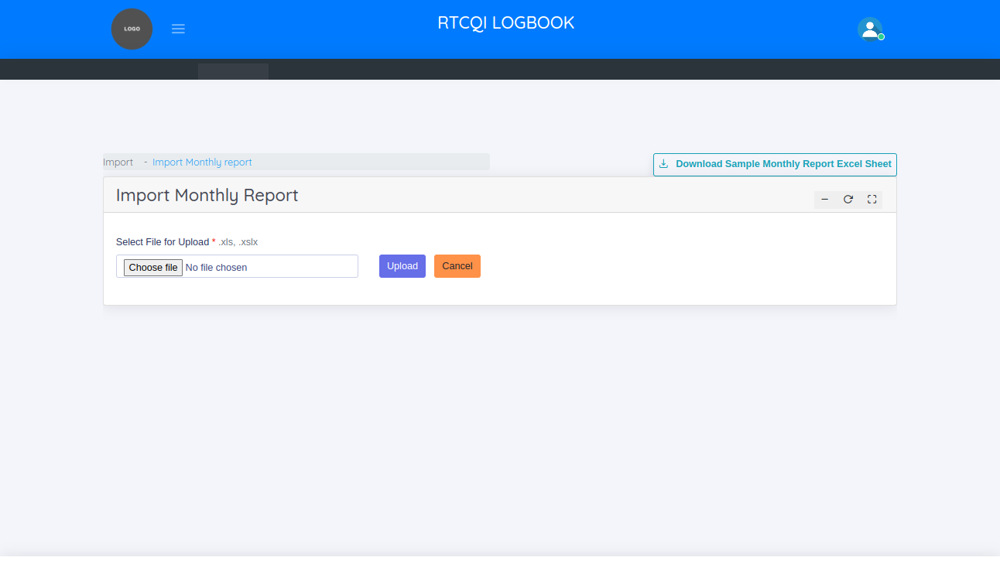 LOGO
RTCQI LOGBOOK
Import - Import Monthly report
Download Sample Monthly Report Excel Sheet
Import Monthly Report
Select File for Upload * .xls, .xslx
Choose file No file chosen
Upload
Cancel